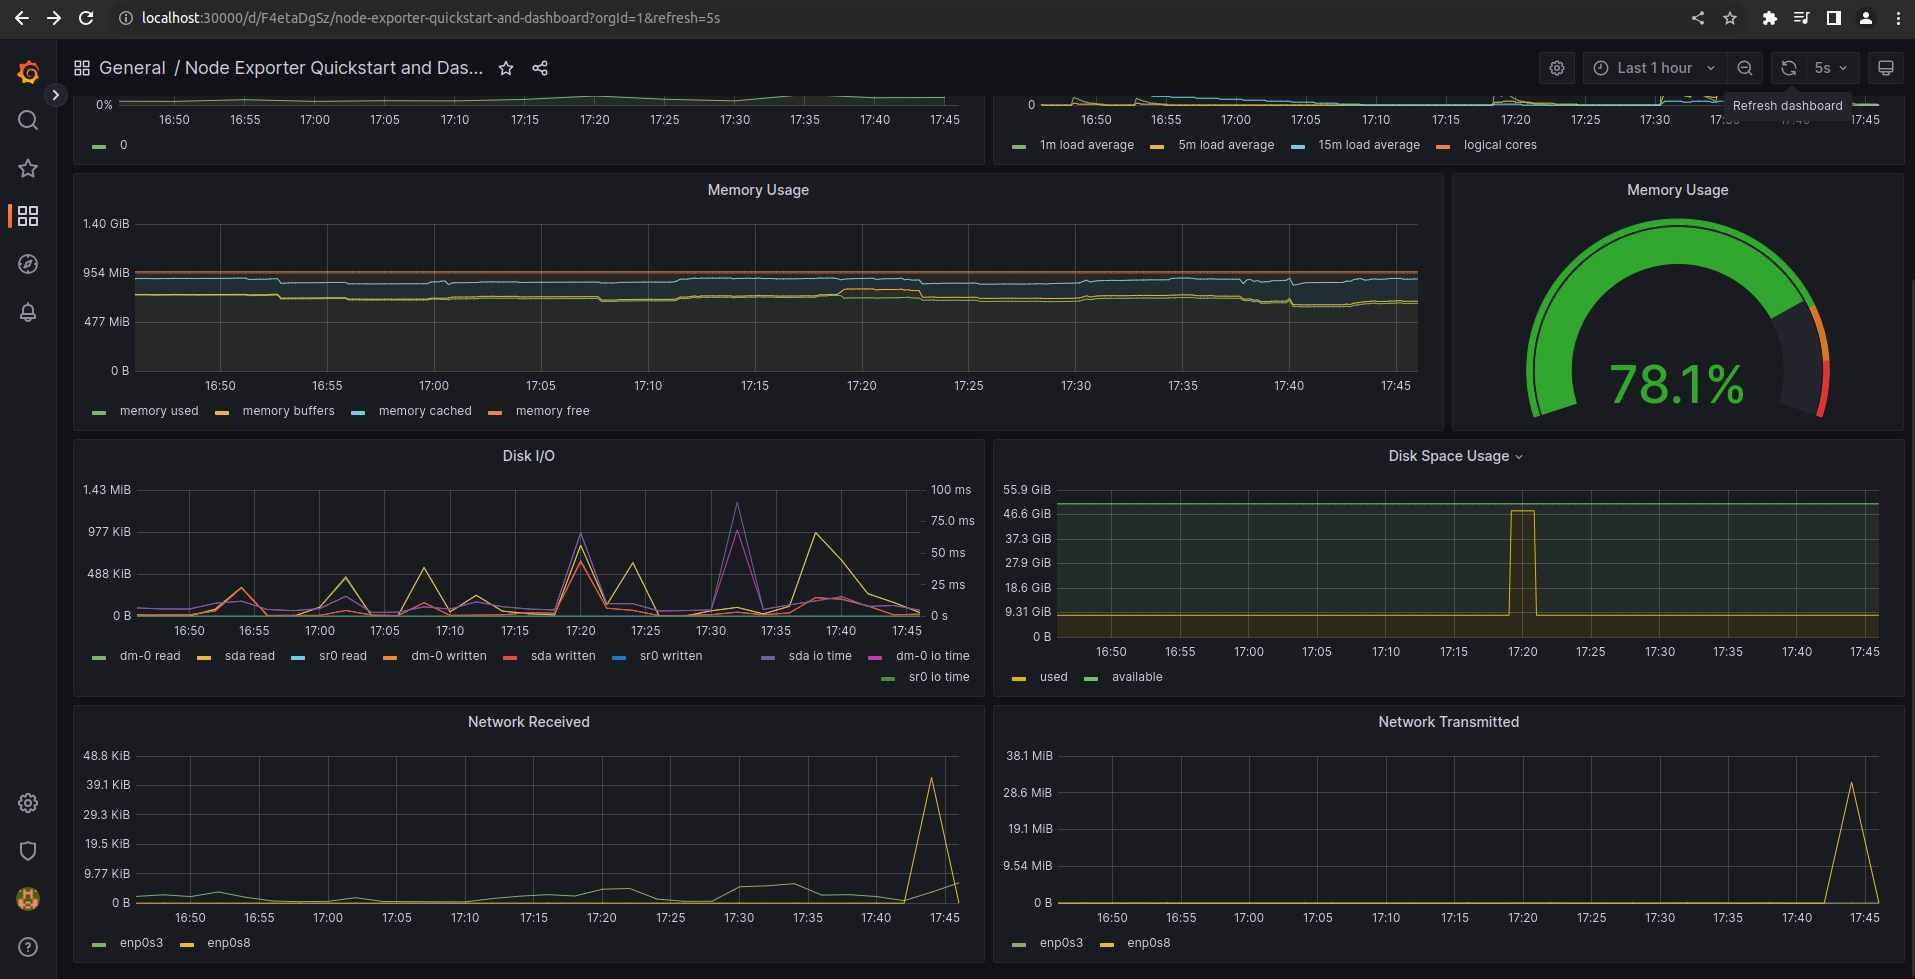 localhost:30000/d/F4etaDgSz/node-exporter-quickstart-and-dashboard?orgId=1&refresh=5s
General / Node Exporter Quickstart and Das...
Last 1 hour
5s
Refresh dashboard
0%
16:50 16:55 17:00 17:05 17:10 17:15 17:20 17:25 17:30 17:35 17:40 17:45
0
0
16:50 16:55 17:00 17:05 17:10 17:15 17:20 17:25 17:30 17:35 17:40 17:45
1m load average 5m load average 15m load average logical cores
Memory Usage
1.40 GiB
954 MiB
477 MiB
0 B
16:50 16:55 17:00 17:05 17:10 17:15 17:20 17:25 17:30 17:35 17:40 17:45
memory used memory buffers memory cached memory free
Memory Usage
78.1%
Disk I/O
1.43 MiB
977 KiB
488 KiB
0 B
100 ms
75.0 ms
50 ms
25 ms
0 s
16:50 16:55 17:00 17:05 17:10 17:15 17:20 17:25 17:30 17:35 17:40 17:45
dm-0 read sda read sr0 read dm-0 written sda written sr0 written sda io time dm-0 io time
sr0 io time
Disk Space Usage
55.9 GiB
46.6 GiB
37.3 GiB
27.9 GiB
18.6 GiB
9.31 GiB
0 B
16:50 16:55 17:00 17:05 17:10 17:15 17:20 17:25 17:30 17:35 17:40 17:45
used available
Network Received
48.8 KiB
39.1 KiB
29.3 KiB
19.5 KiB
9.77 KiB
0 B
16:50 16:55 17:00 17:05 17:10 17:15 17:20 17:25 17:30 17:35 17:40 17:45
enp0s3 enp0s8
Network Transmitted
38.1 MiB
28.6 MiB
19.1 MiB
9.54 MiB
0 B
16:50 16:55 17:00 17:05 17:10 17:15 17:20 17:25 17:30 17:35 17:40 17:45
enp0s3 enp0s8